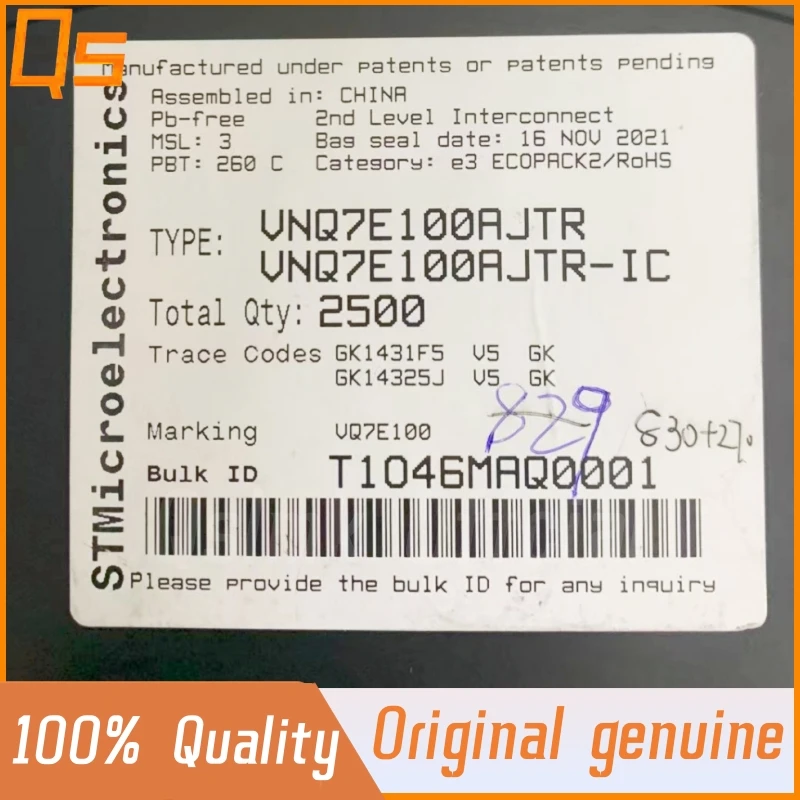 QS
Manufactured under patents or patents pending
Assembled in: CHINA
Pb-free 2nd Level Interconnect
MSL: 3 Bag seal date: 16 NOV 2021
PBT: 260 C Category: e3 ECOPACK2/RoHS
STMicroelectronics
TYPE: VNQ7E100AJTR
VNQ7E100AJTR-IC
Total Qty: 2500
Trace Codes GK1431F5 V5 GK
GK14325J V5 GK
829
830+27.
Marking VQ7E100
Bulk ID T1046MAQ0001
Please provide the bulk ID for any inquiry
100% Quality
Original genuine